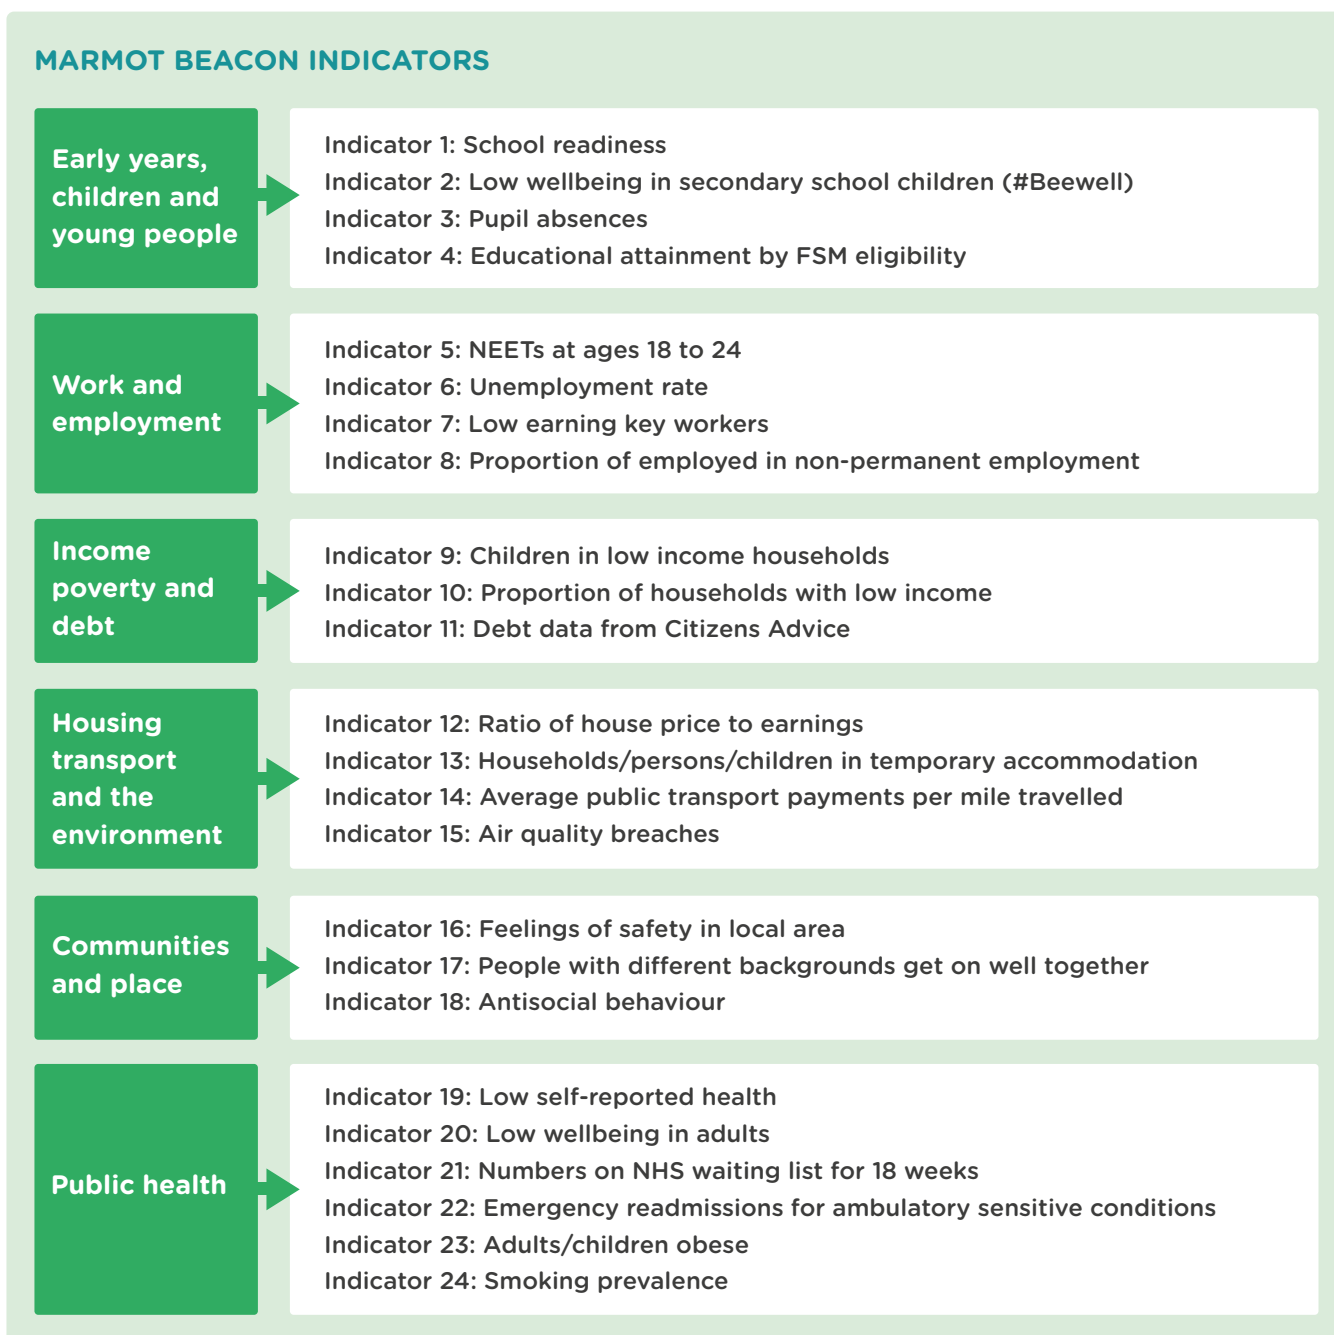 MARMOT BEACON INDICATORS
Early years,
children and
young people
Indicator 1: School readiness
Indicator 2: Low wellbeing in secondary school children (#Beewell)
Indicator 3: Pupil absences
Indicator 4: Educational attainment by FSM eligibility
Work and
employment
Indicator 5: NEETs at ages 18 to 24
Indicator 6: Unemployment rate
Indicator 7: Low earning key workers
Indicator 8: Proportion of employed in non-permanent employment
Income
poverty and
debt
Indicator 9: Children in low income households
Indicator 10: Proportion of households with low income
Indicator 11: Debt data from Citizens Advice
Housing
transport
and the
environment
Indicator 12: Ratio of house price to earnings
Indicator 13: Households/persons/children in temporary accommodation
Indicator 14: Average public transport payments per mile travelled
Indicator 15: Air quality breaches
Communities
and place
Indicator 16: Feelings of safety in local area
Indicator 17: People with different backgrounds get on well together
Indicator 18: Antisocial behaviour
Public health
Indicator 19: Low self-reported health
Indicator 20: Low wellbeing in adults
Indicator 21: Numbers on NHS waiting list for 18 weeks
Indicator 22: Emergency readmissions for ambulatory sensitive conditions
Indicator 23: Adults/children obese
Indicator 24: Smoking prevalence